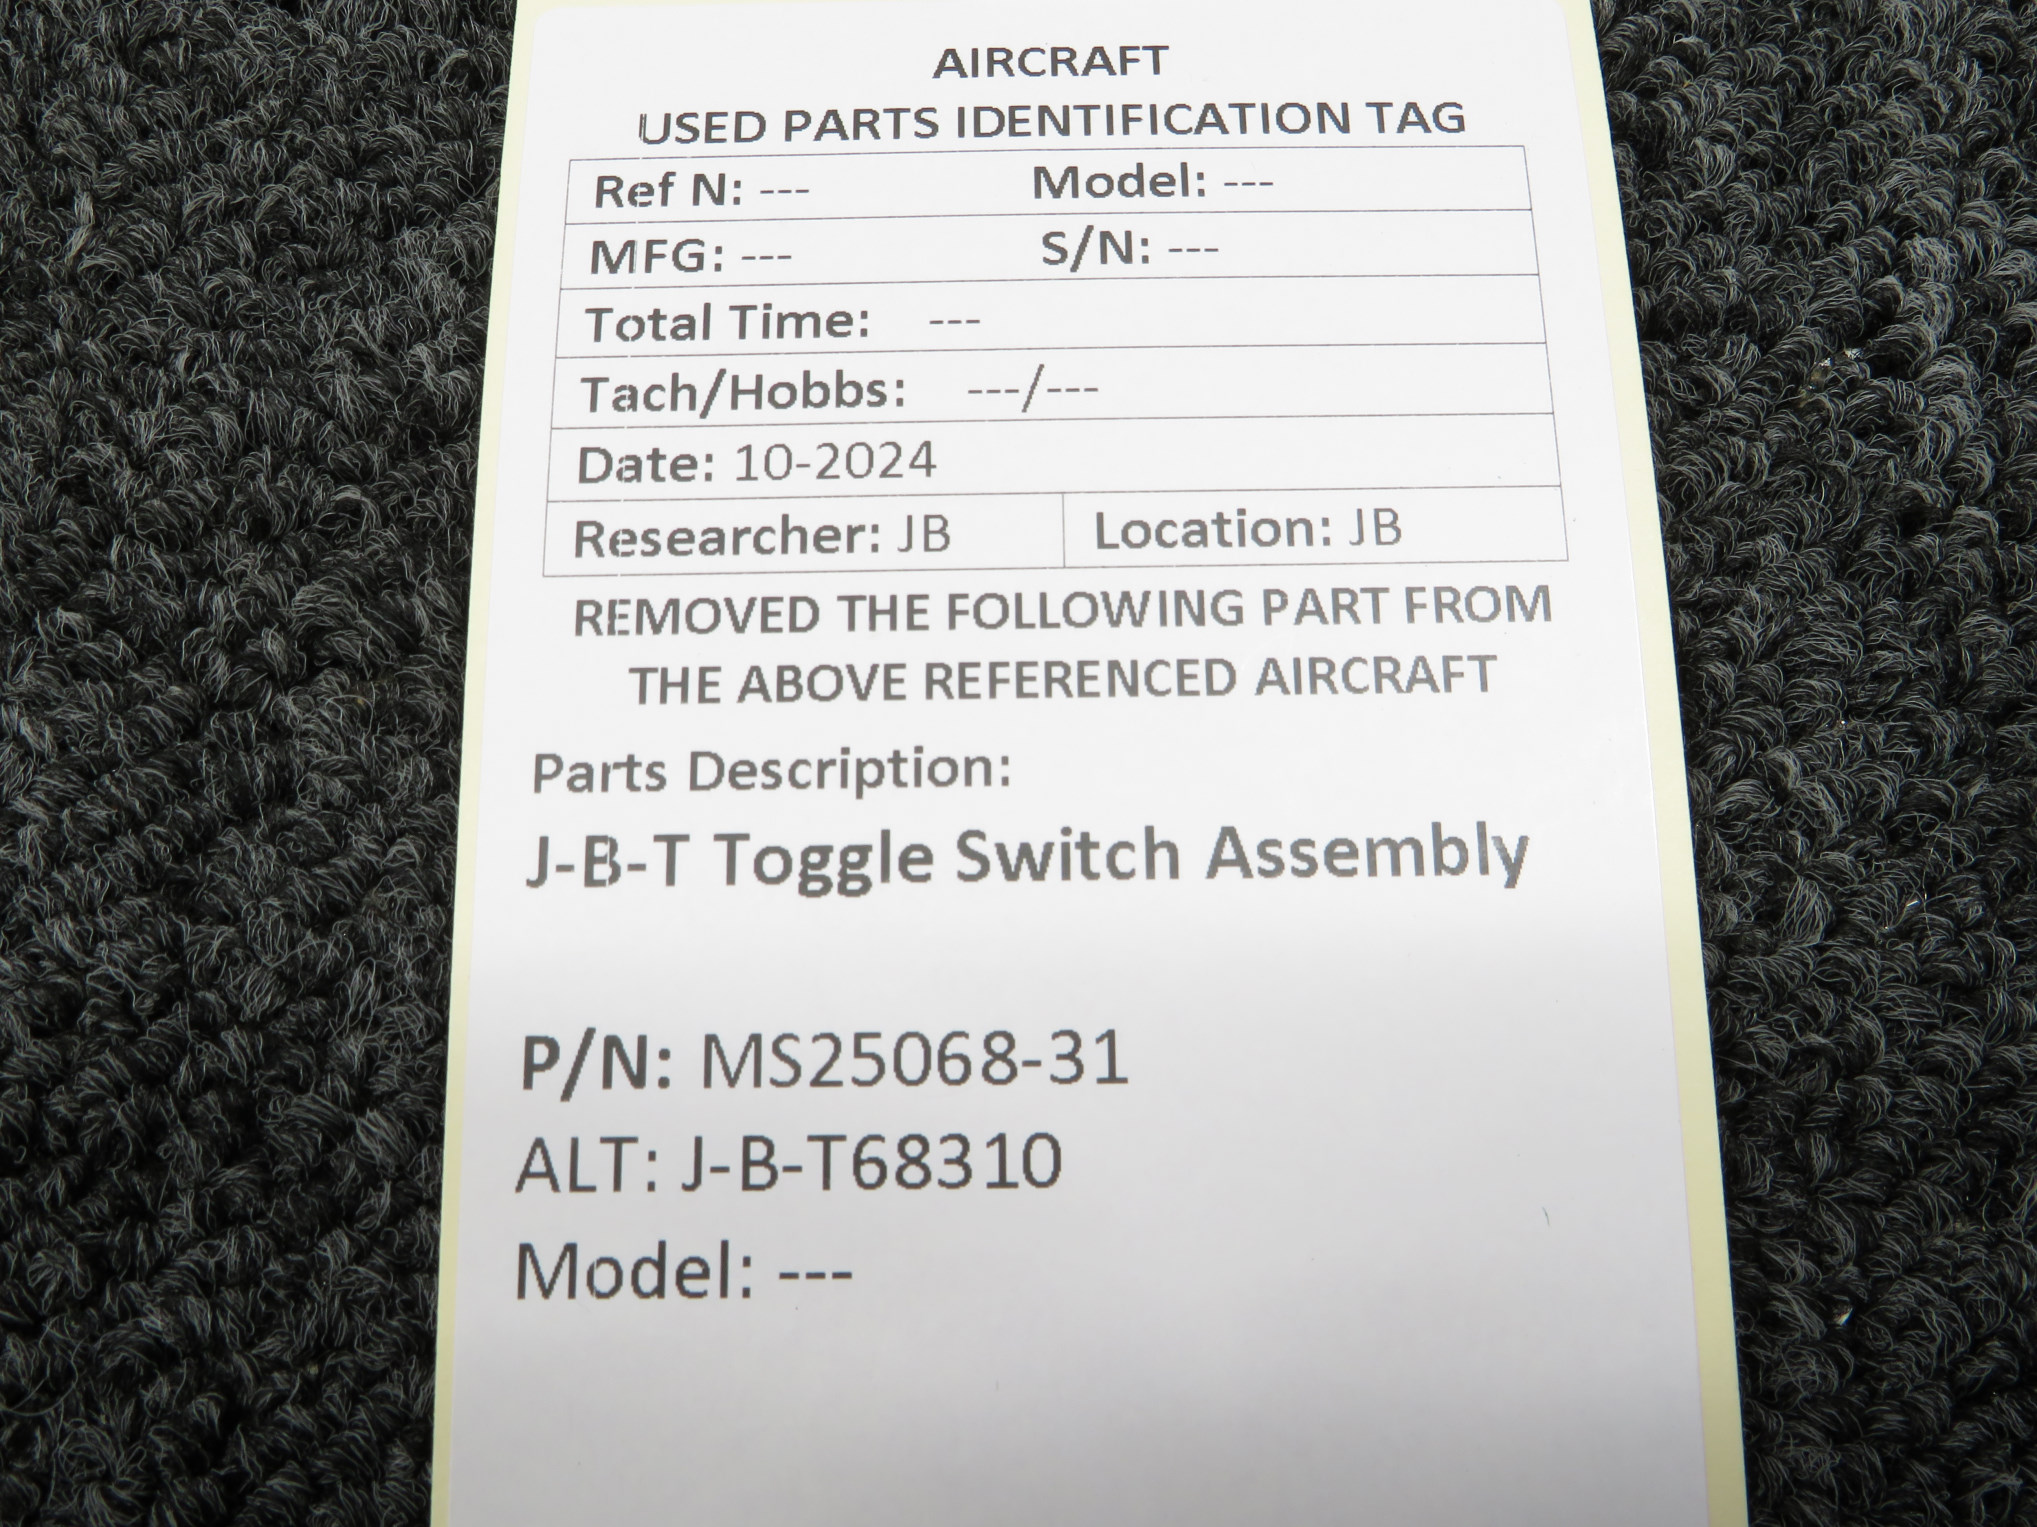 AIRCRAFT
USED PARTS IDENTIFICATION TAG
Ref N: --- Model: ---
MFG: --- S/N: ---
Total Time: ---
Tach/Hobbs: ---/---
Date: 10-2024
Researcher: JB Location: JB
REMOVED THE FOLLOWING PART FROM
THE ABOVE REFERENCED AIRCRAFT
Parts Description:
J-B-T Toggle Switch Assembly
P/N: MS25068-31
ALT: J-B-T68310
Model: ---